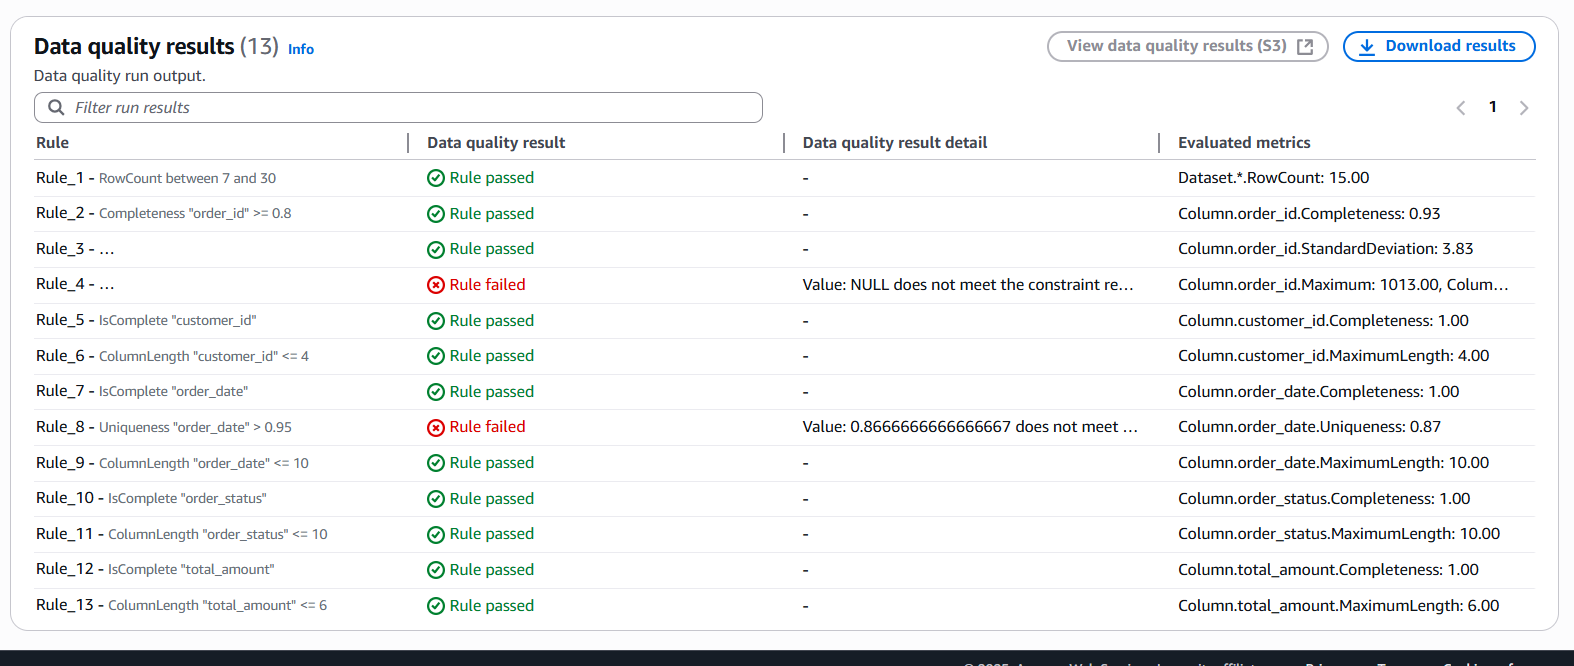 Data quality results (13) Info
View data quality results (S3)
Download results
Data quality run output.
Filter run results
1
Rule Data quality result Data quality result detail Evaluated metrics
Rule_1 - RowCount between 7 and 30 Rule passed - Dataset.*.RowCount: 15.00
Rule_2 - Completeness "order_id" >= 0.8 Rule passed - Column.order_id.Completeness: 0.93
Rule_3 - ... Rule passed - Column.order_id.StandardDeviation: 3.83
Rule_4 - ... Rule failed Value: NULL does not meet the constraint re... Column.order_id.Maximum: 1013.00, Colum...
Rule_5 - IsComplete "customer_id" Rule passed - Column.customer_id.Completeness: 1.00
Rule_6 - ColumnLength "customer_id" <= 4 Rule passed - Column.customer_id.MaximumLength: 4.00
Rule_7 - IsComplete "order_date" Rule passed - Column.order_date.Completeness: 1.00
Rule_8 - Uniqueness "order_date" > 0.95 Rule failed Value: 0.8666666666666667 does not meet ... Column.order_date.Uniqueness: 0.87
Rule_9 - ColumnLength "order_date" <= 10 Rule passed - Column.order_date.MaximumLength: 10.00
Rule_10 - IsComplete "order_status" Rule passed - Column.order_status.Completeness: 1.00
Rule_11 - ColumnLength "order_status" <= 10 Rule passed - Column.order_status.MaximumLength: 10.00
Rule_12 - IsComplete "total_amount" Rule passed - Column.total_amount.Completeness: 1.00
Rule_13 - ColumnLength "total_amount" <= 6 Rule passed - Column.total_amount.MaximumLength: 6.00